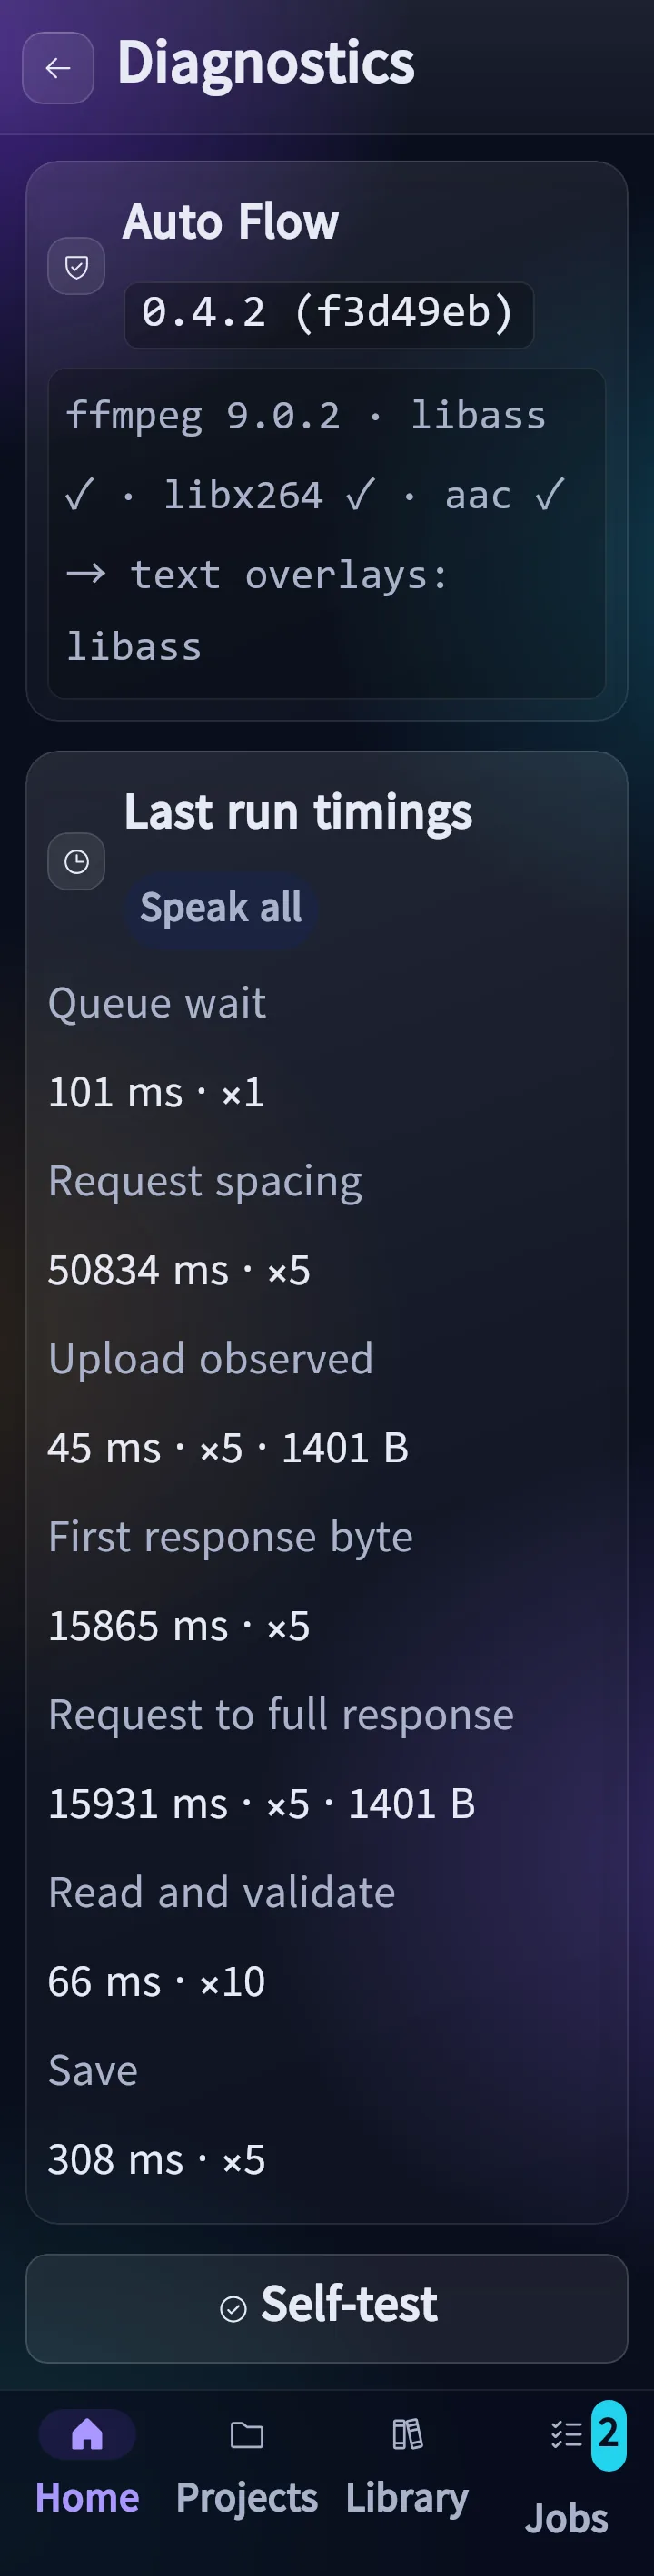 Diagnostics
Auto Flow
0.4.2 (f3d49eb)
ffmpeg 9.0.2 · libass
✓ · libx264 ✓ · aac ✓
→ text overlays:
libass
Last run timings
Speak all
Queue wait
101 ms · ×1
Request spacing
50834 ms · ×5
Upload observed
45 ms · ×5 · 1401 B
First response byte
15865 ms · ×5
Request to full response
15931 ms · ×5 · 1401 B
Read and validate
66 ms · ×10
Save
308 ms · ×5
Self-test
2
Home Projects Library Jobs